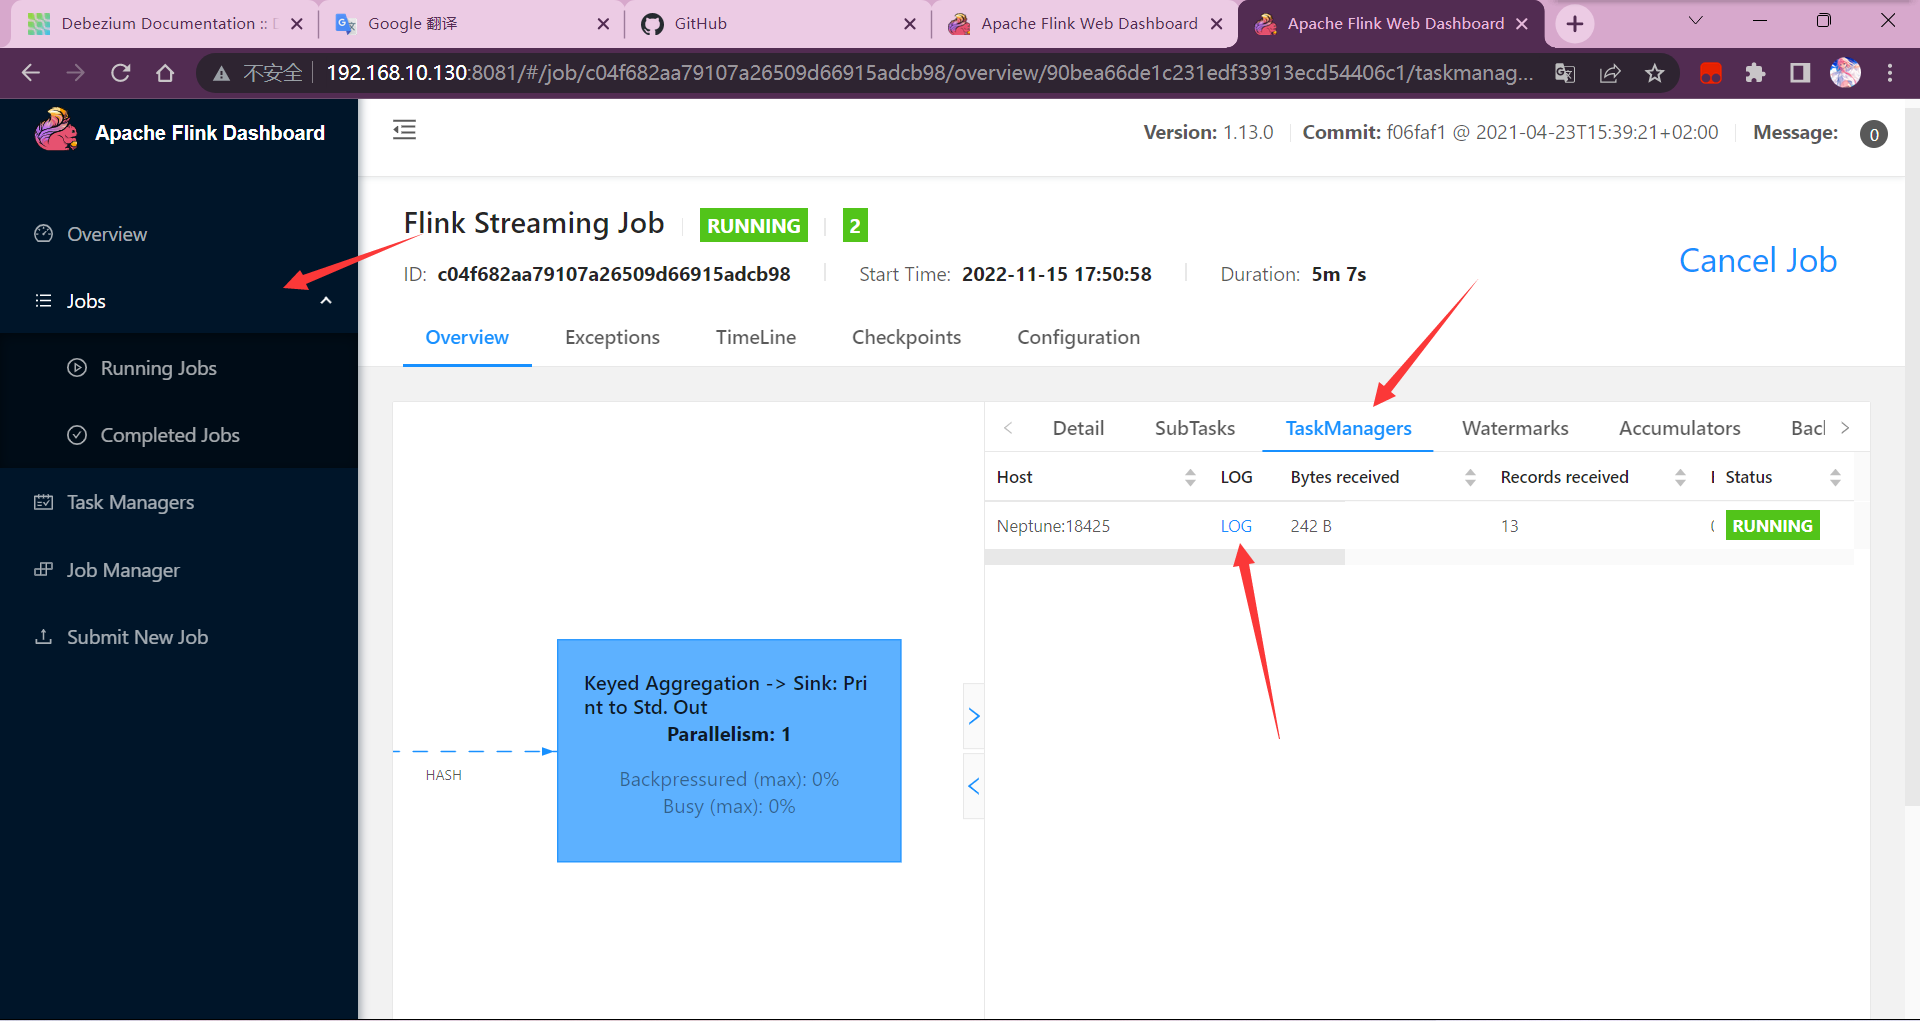 Debezium Documentation ::
Google 翻译
GitHub
Apache Flink Web Dashboard
Apache Flink Web Dashboard
不安全
192.168.10.130:8081/#/job/c04f682aa79107a26509d66915adcb98/overview/90bea66de1c231edf33913ecd54406c1/taskmanag...
Apache Flink Dashboard
Version: 1.13.0
Commit: f06faf1 @ 2021-04-23T15:39:21+02:00
Message: 0
Overview
Jobs
Running Jobs
Completed Jobs
Task Managers
Job Manager
Submit New Job
Flink Streaming Job
RUNNING
2
ID: c04f682aa79107a26509d66915adcb98
Start Time: 2022-11-15 17:50:58
Duration: 5m 7s
Cancel Job
Overview
Exceptions
TimeLine
Checkpoints
Configuration
Detail
SubTasks
TaskManagers
Watermarks
Accumulators
Bac
Host
LOG
Bytes received
Records received
Status
Neptune:18425
LOG
242 B
13
RUNNING
HASH
Keyed Aggregation -> Sink: Pri
nt to Std. Out
Parallelism: 1
Backpressured (max): 0%
Busy (max): 0%